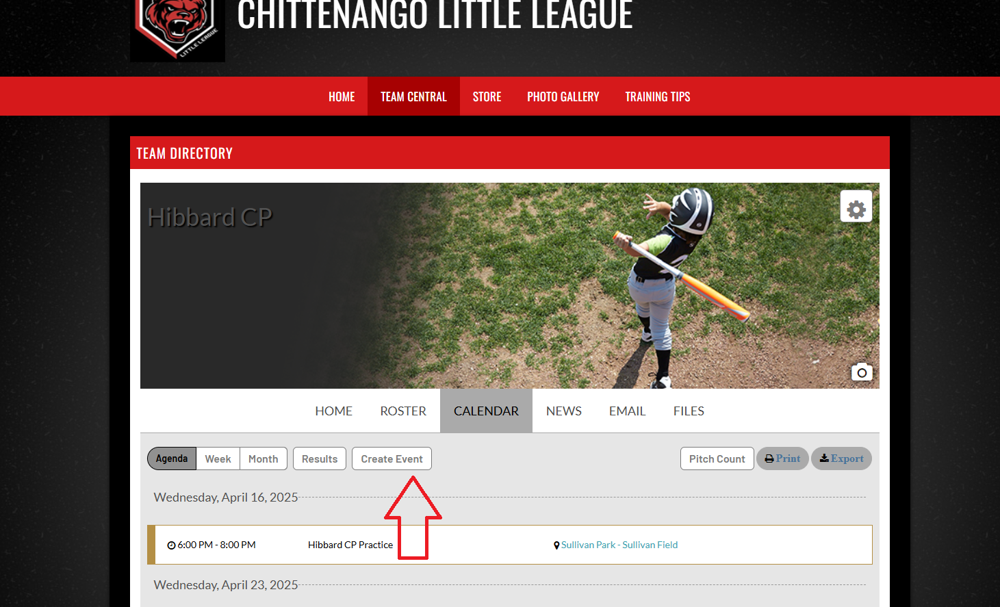 CHITTENANGO LITTLE LEAGUE
LITTLE LEAGUE
HOME TEAM CENTRAL STORE PHOTO GALLERY TRAINING TIPS
TEAM DIRECTORY
Hibbard CP
HOME ROSTER CALENDAR NEWS EMAIL FILES
Agenda Week Month Results Create Event Pitch Count Print Export
Wednesday, April 16, 2025
6:00 PM - 8:00 PM Hibbard CP Practice Sullivan Park - Sullivan Field
Wednesday, April 23, 2025